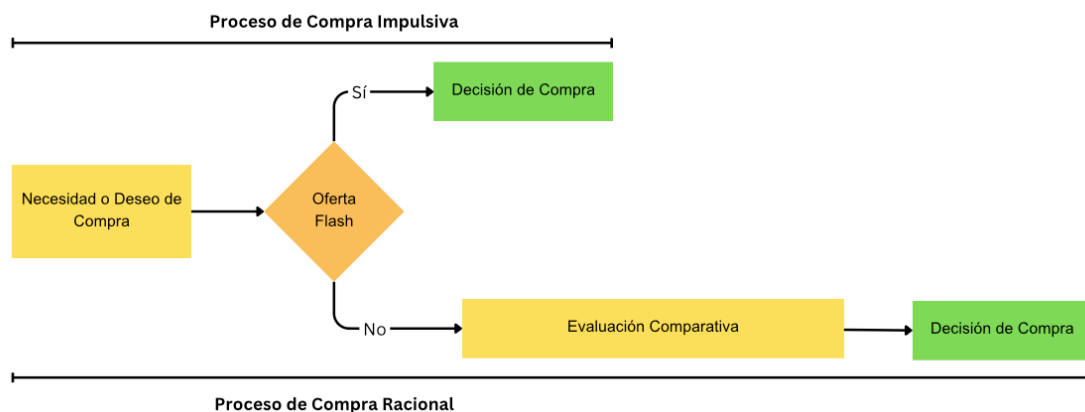 Proceso de Compra Impulsiva
Sí
Decisión de Compra
Necesidad o Deseo de
Compra
Oferta
Flash
No
Evaluación Comparativa
Decisión de Compra
Proceso de Compra Racional